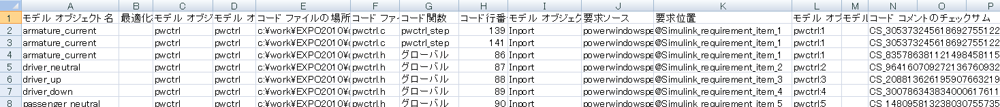 A B C D E F G H I J K L M N O P
1 モデル オブジェクト名 最適化 モデル オブジ モデル オ コード ファイルの場所 コード ファイ コード関数 コード行番 モデル オブジェク 要求ソース 要求位置 モデル オブ モデル コード コメントのチェックサム
2 armature_current pwctrl pwctrl c:¥work¥EXPO2010¥ pwctrl.c pwctrl_step 139 Inport powerwindowspe @Simulink_requirement_item_1 pwctrl:1 CS_305373245618692755122
3 armature_current pwctrl pwctrl c:¥work¥EXPO2010¥ pwctrl.c pwctrl_step 141 Inport powerwindowspe @Simulink_requirement_item_1 pwctrl:1 CS_305373245618692755122
4 armature_current pwctrl pwctrl c:¥work¥EXPO2010¥ pwctrl.h グローバル 86 Inport powerwindowspe @Simulink_requirement_item_1 pwctrl:1 CS_835786381121498458115
5 driver_neutral pwctrl pwctrl c:¥work¥EXPO2010¥ pwctrl.h グローバル 87 Inport powerwindowspe @Simulink_requirement_item_2 pwctrl:2 CS_964160709272136760932
6 driver_up pwctrl pwctrl c:¥work¥EXPO2010¥ pwctrl.h グローバル 88 Inport powerwindowspe @Simulink_requirement_item_3 pwctrl:3 CS_208813626195907663219
7 driver_down pwctrl pwctrl c:¥work¥EXPO2010¥ pwctrl.h グローバル 89 Inport powerwindowspe @Simulink_requirement_item_4 pwctrl:4 CS_300786343834000617611
8 passenger_neutral pwctrl pwctrl c:¥work¥EXPO2010¥ pwctrl.h グローバル 90 Inport powerwindowspe @Simulink_requirement_item_5 pwctrl:5 CS_148095813238030755735